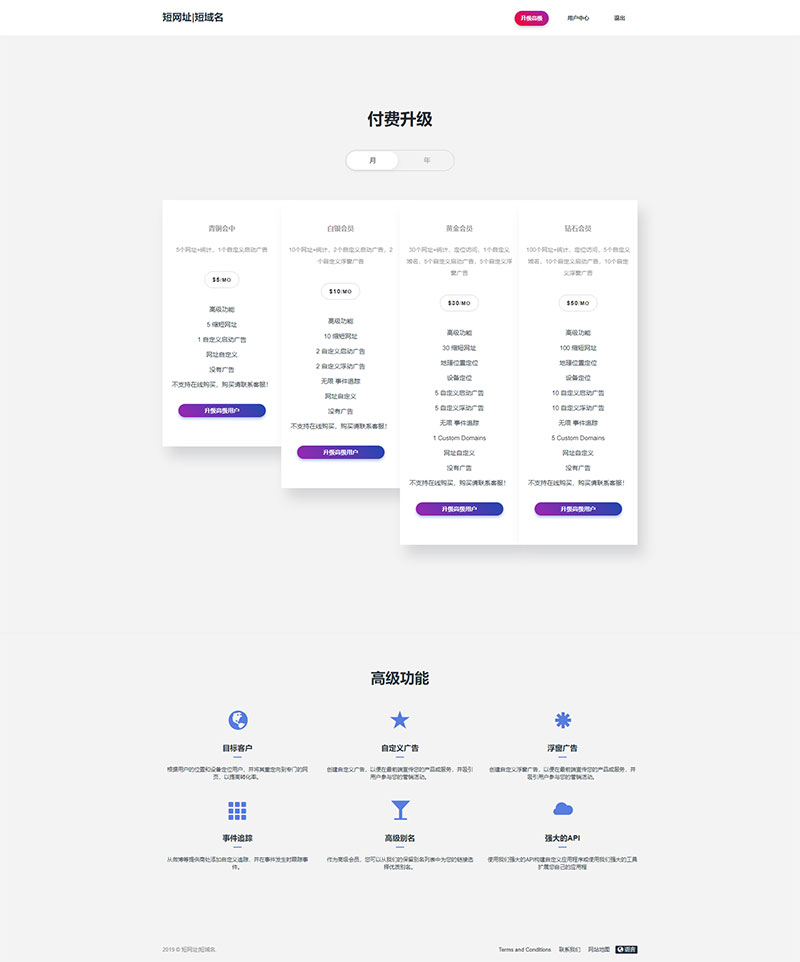 短网址|短域名
升级高级
用户中心
退出
付费升级
月
年
青铜会中
5个网址+统计，1个自定义启动广告
$5/MO
高级功能
5 缩短网址
1 自定义启动广告
网址自定义
没有广告
不支持在线购买，购买请联系客服！
升级高级用户
白银会员
10个网址+统计，2个自定义启动广告，2
个自定义浮窗广告
$10/MO
高级功能
10 缩短网址
2 自定义启动广告
2 自定义浮动广告
无限 事件追踪
网址自定义
没有广告
不支持在线购买，购买请联系客服！
升级高级用户
黄金会员
30个网址+统计，定位访问，1个自定义
域名，5个自定义启动广告，5个自定义浮
窗广告
$30/MO
高级功能
30 缩短网址
地理位置定位
设备定位
5 自定义启动广告
5 自定义浮动广告
无限 事件追踪
1 Custom Domains
网址自定义
没有广告
不支持在线购买，购买请联系客服！
升级高级用户
钻石会员
100个网址+统计，定位访问，5个自定义
域名，10个自定义启动广告，10个自定
义浮窗广告
$50/MO
高级功能
100 缩短网址
地理位置定位
设备定位
10 自定义启动广告
10 自定义浮动广告
无限 事件追踪
5 Custom Domains
网址自定义
没有广告
不支持在线购买，购买请联系客服！
升级高级用户
高级功能
目标客户
根据用户的位置和设备定位用户，并将其重定向到专门的网
页，以提高转化率。
自定义广告
创建自定义广告，以便在最前端宣传您的产品或服务，并吸引
用户参与您的营销活动。
浮窗广告
创建自定义浮窗广告，以便在最前端宣传您的产品或服务，并
吸引用户参与您的营销活动。
事件追踪
从微博等提供商处添加自定义追踪，并在事件发生时跟踪事
件。
高级别名
作为高级会员，您可以从我们的保留别名列表中为您的链接选
择优质别名。
强大的API
使用我们强大的API构建自定义应用程序或使用我们强大的工具
扩展您自己的应用程
2019 © 短网址|短域名.
Terms and Conditions
联系我们
网站地图
语言